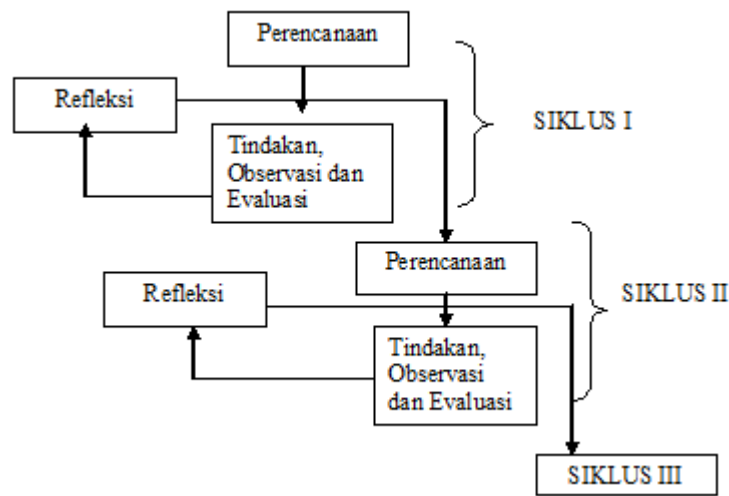 Perencanaan
Refleksi
SIKLUS I
Tindakan,
Observasi dan
Evaluasi
Perencanaan
Refleksi
SIKLUS II
Tindakan,
Observasi
dan Evaluasi
SIKLUS III